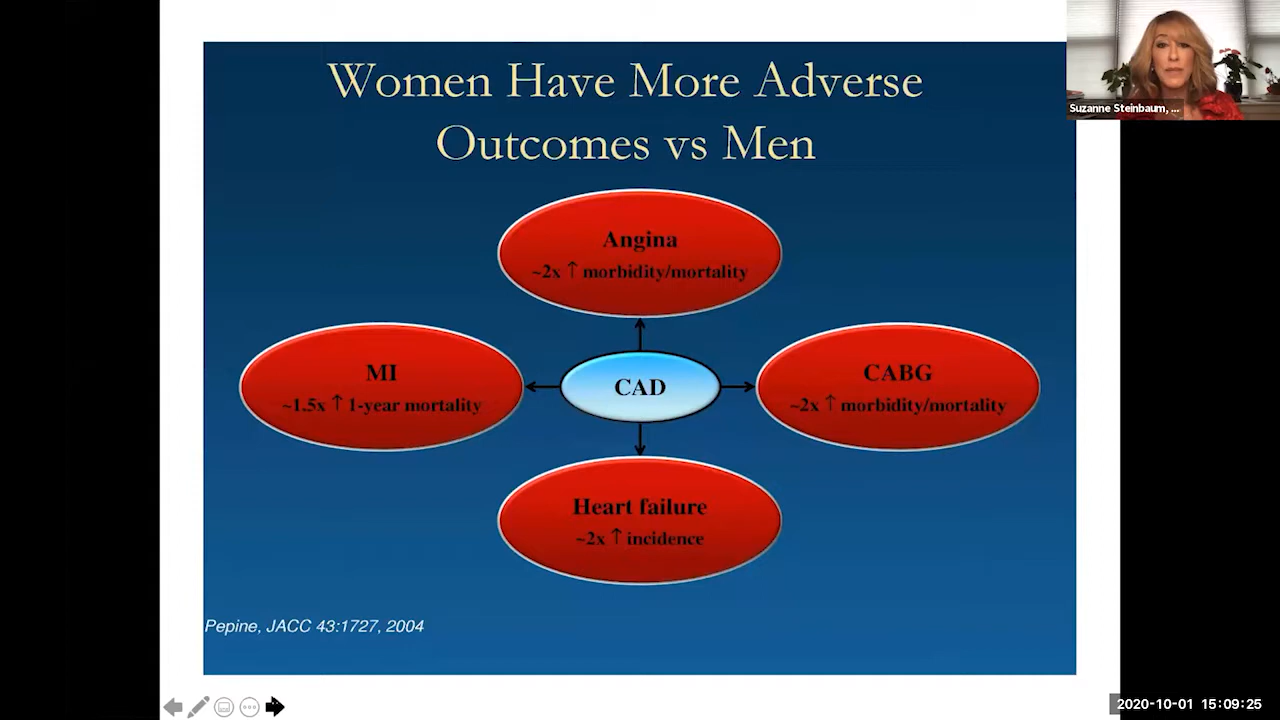 Women Have More Adverse
Outcomes vs Men
Angina
~2x ↑ morbidity/mortality
MI
~1.5x ↑ 1-year mortality
CAD
CABG
~2x ↑ morbidity/mortality
Heart failure
~2x ↑ incidence
Pepine, JACC 43:1727, 2004
Suzanne Steinbaum, ...
2020-10-01 15:09:25